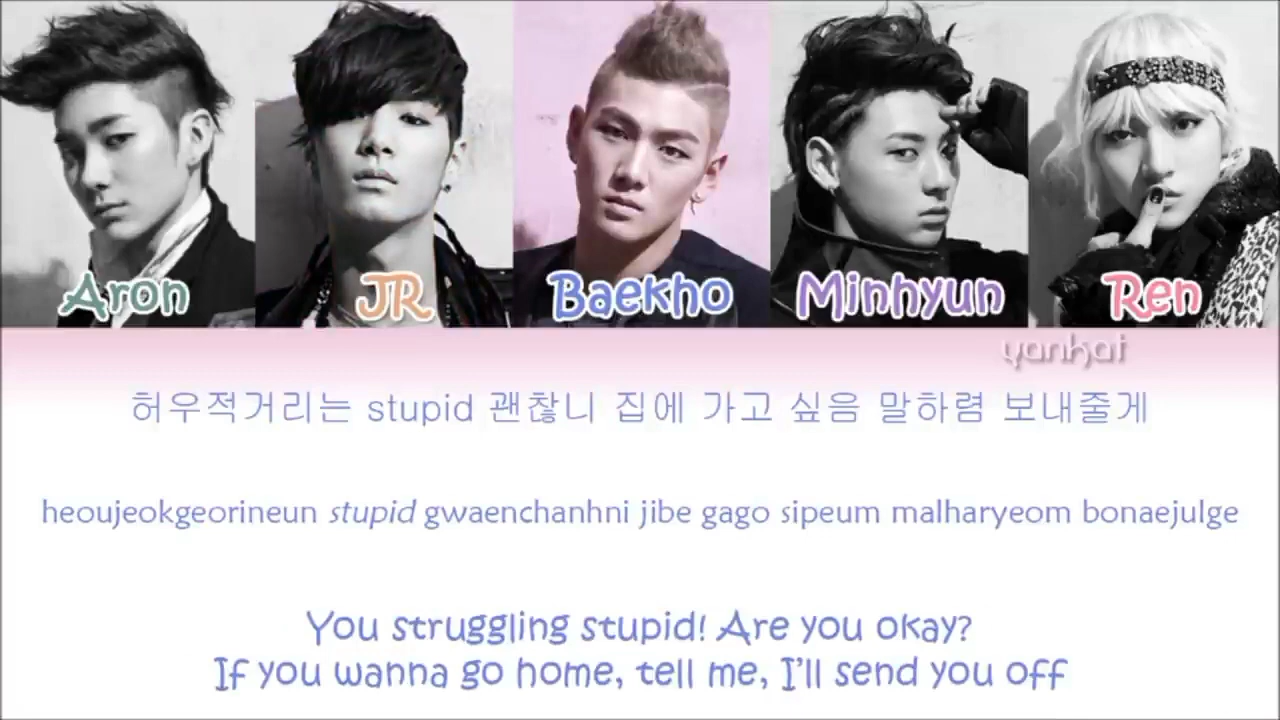 Aron JR Baekho Minhyun Ren
yankat
허우적거리는 stupid 괜찮니 집에 가고 싶음 말하렴 보내줄게
heoujeokgeorineun stupid gwaenchanhni jibe gago sipeum malharyeom bonaejulge
You struggling stupid! Are you okay?
If you wanna go home, tell me, I'll send you off